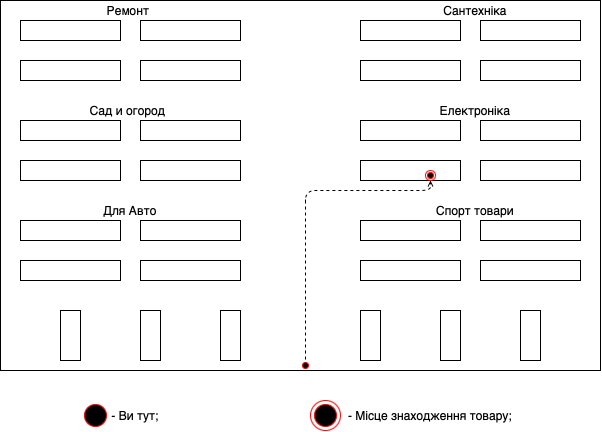 Ремонт
Сантехніка
Сад и огород
Електроніка
Для Авто
Спорт товари
- Ви тут;
- Місце знаходження товару;